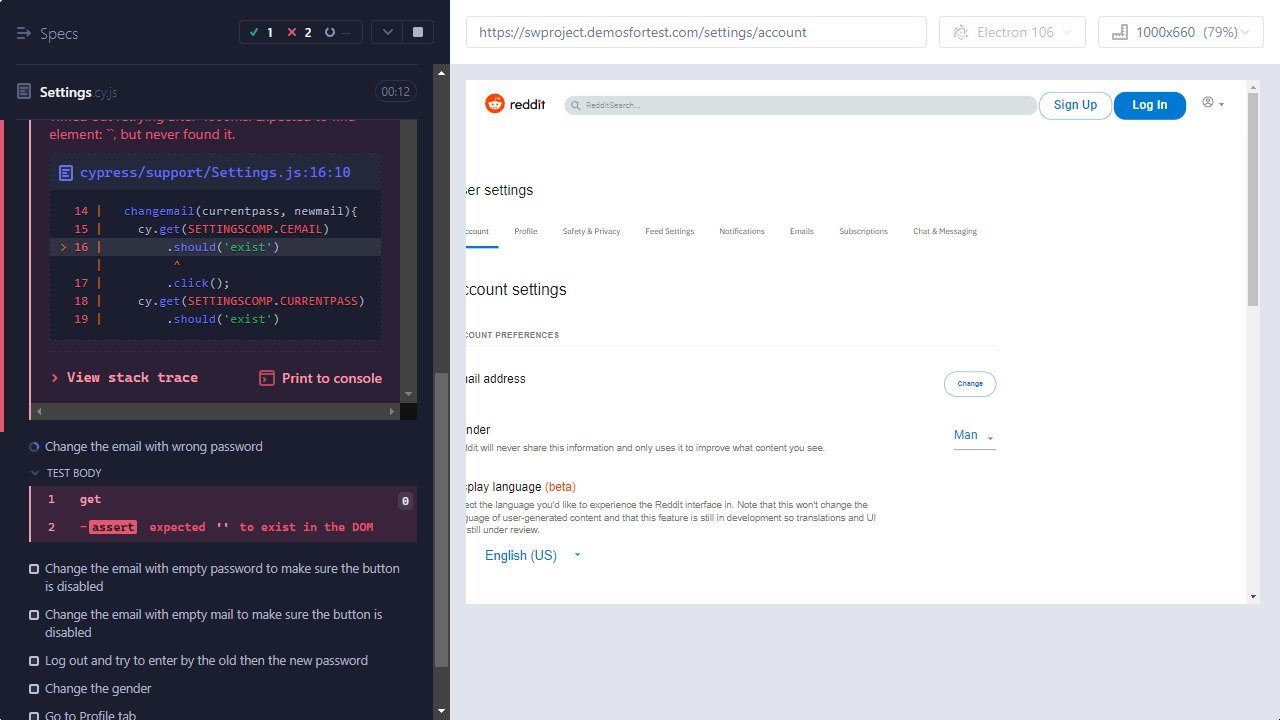 Specs
1
2
--
https://swproject.demosfortest.com/settings/account
Electron 106
1000x660 (79%)
Settings.cy.js
00:12
element: ``, but never found it.
cypress/support/Settings.js:16:10
14 | changemail(currentpass, newmail){
15 | cy.get(SETTINGSCOMP.CEMAIL)
> 16 | .should('exist')
| ^
17 | .click();
18 | cy.get(SETTINGSCOMP.CURRENTPASS)
19 | .should('exist')
> View stack trace
Print to console
Change the email with wrong password
TEST BODY
1 get 0
2 -assert expected '' to exist in the DOM
Change the email with empty password to make sure the button
is disabled
Change the email with empty mail to make sure the button is
disabled
Log out and try to enter by the old then the new password
Change the gender
Go to Profile tab
reddit
RedditSearch...
Sign Up
Log In
ser settings
ccount
Profile
Safety & Privacy
Feed Settings
Notifications
Emails
Subscriptions
Chat & Messaging
ccount settings
COUNT PREFERENCES
ail address
Change
nder
ddit will never share this information and only uses it to improve what content you see.
Man
splay language (beta)
ect the language you'd like to experience the Reddit interface in. Note that this won't change the
guage of user-generated content and that this feature is still in development so translations and UI
still under review.
English (US)